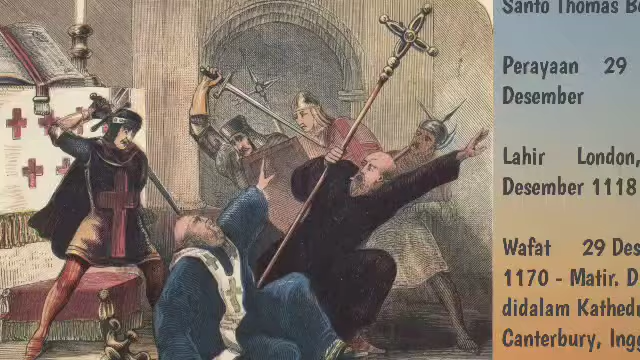 Santo Thomas
Perayaan 29
Desember
Lahir London,
Desember 1118
Wafat 29
1170 - Matir.
didalam
Canterbury,